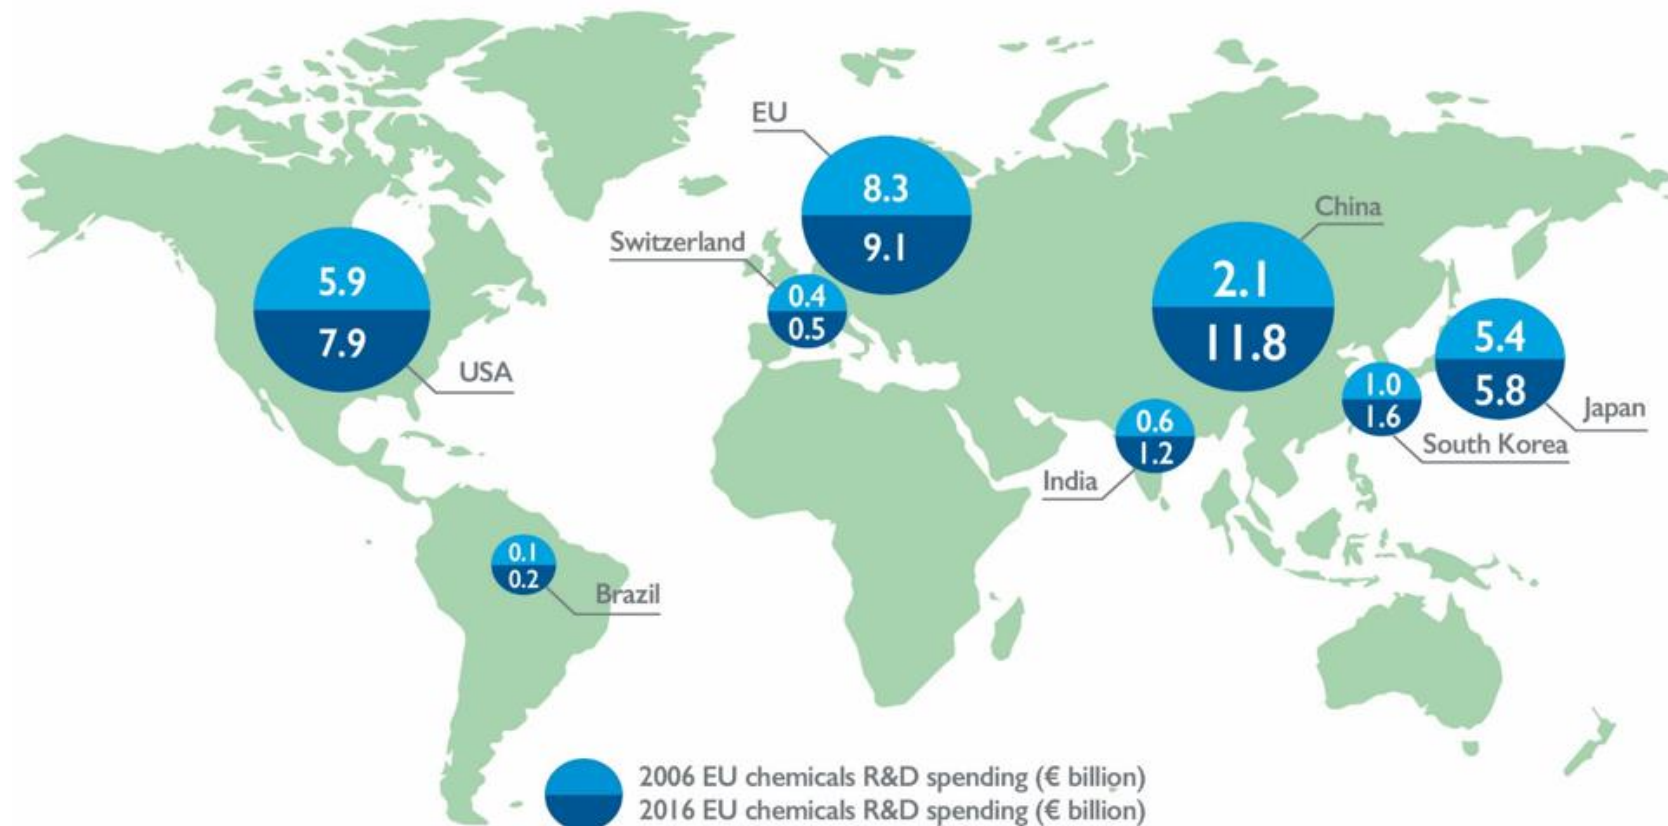 EU
8.3
9.1
China
2.1
11.8
Switzerland
0.4
0.5
5.9
7.9
USA
5.4
5.8
Japan
1.0
1.6
South Korea
0.6
1.2
India
0.1
0.2
Brazil
2006 EU chemicals R&D spending (€ billion)
2016 EU chemicals R&D spending (€ billion)